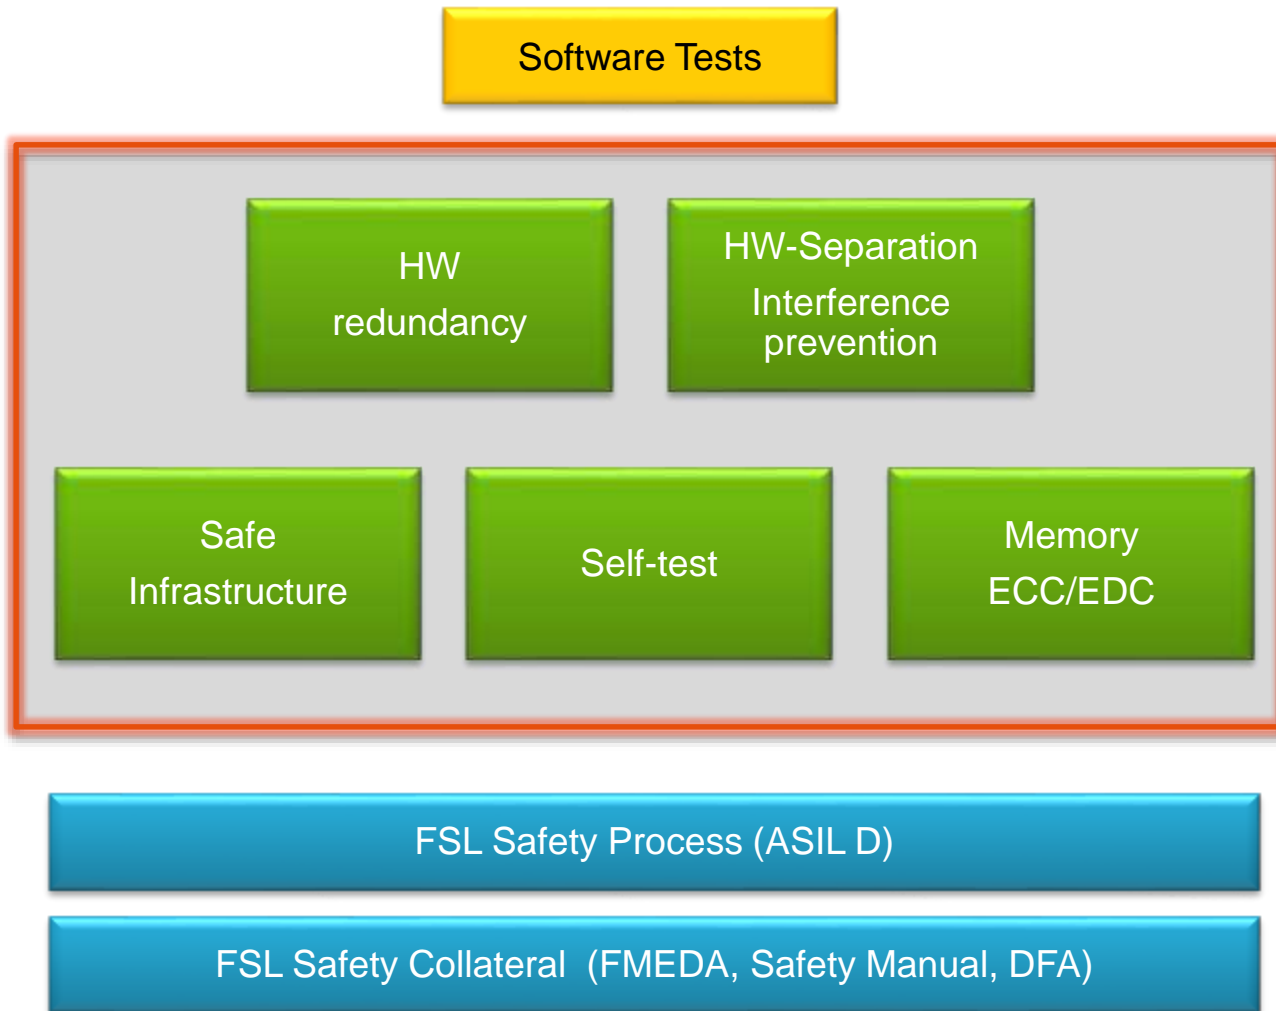 Software Tests
HW
redundancy
HW-Separation
Interference
prevention
Safe
Infrastructure
Self-test
Memory
ECC/EDC
FSL Safety Process (ASIL D)
FSL Safety Collateral  (FMEDA, Safety Manual, DFA)